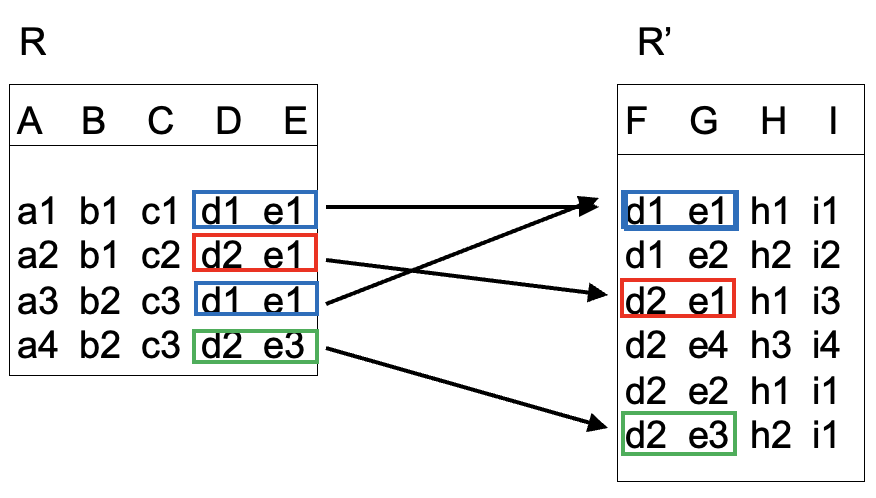 R
R’
A B C D E
F G H I
a1 b1 c1 d1 e1
a2 b1 c2 d2 e1
a3 b2 c3 d1 e1
a4 b2 c3 d2 e3
d1 e1 h1 i1
d1 e2 h2 i2
d2 e1 h1 i3
d2 e4 h3 i4
d2 e2 h1 i1
d2 e3 h2 i1